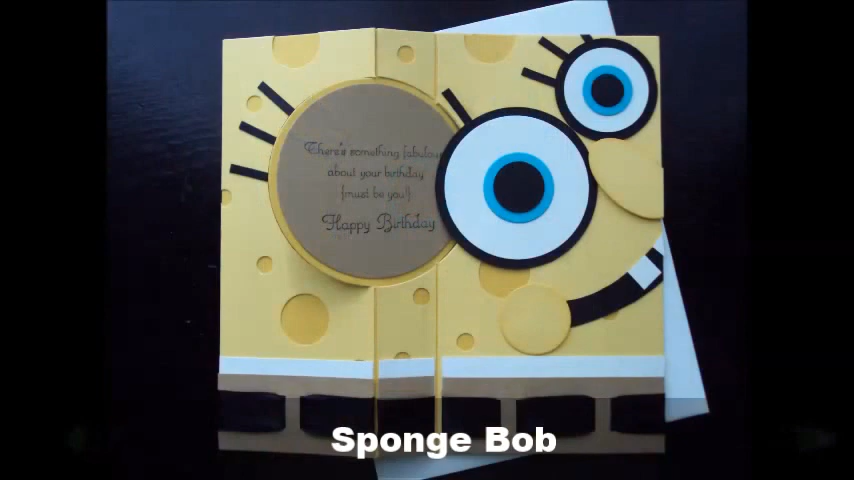 There's something fabulous
about your birthday
{must be you!}
Happy Birthday
Sponge Bob